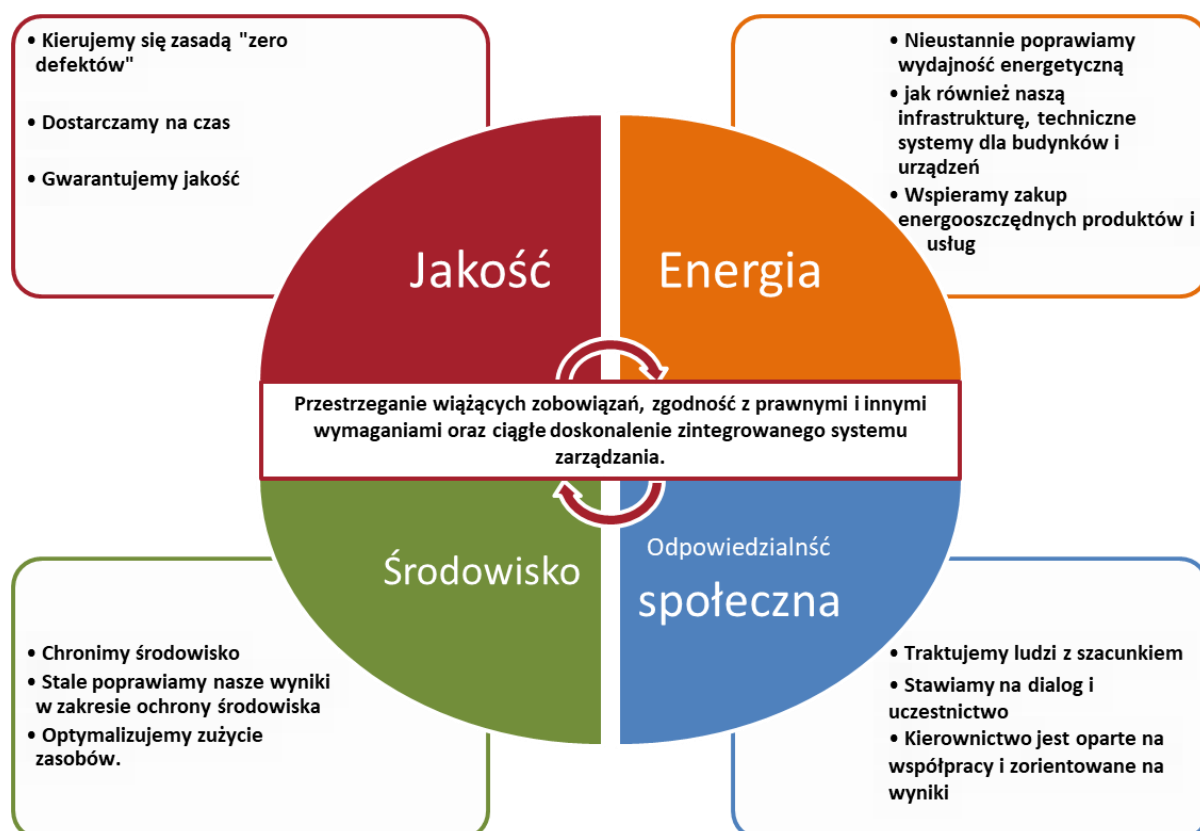 • Kierujemy się zasadą "zero
defektów"
• Dostarczamy na czas
• Gwarantujemy jakość
• Nieustannie poprawiamy
wydajność energetyczną
• jak również naszą
infrastrukturę, techniczne
systemy dla budynków i
urządzeń
• Wspieramy zakup
energooszczędnych produktów i
usług
Jakość
Energia
Przestrzeganie wiążących zobowiązań, zgodność z prawnymi i innymi
wymaganiami oraz ciągłe doskonalenie zintegrowanego systemu
zarządzania.
Środowisko
Odpowiedzialnść
społeczna
• Chronimy środowisko
• Stale poprawiamy nasze wyniki
w zakresie ochrony środowiska
• Optymalizujemy zużycie
zasobów.
• Traktujemy ludzi z szacunkiem
• Stawiamy na dialog i
uczestnictwo
• Kierownictwo jest oparte na
współpracy i zorientowane na
wyniki